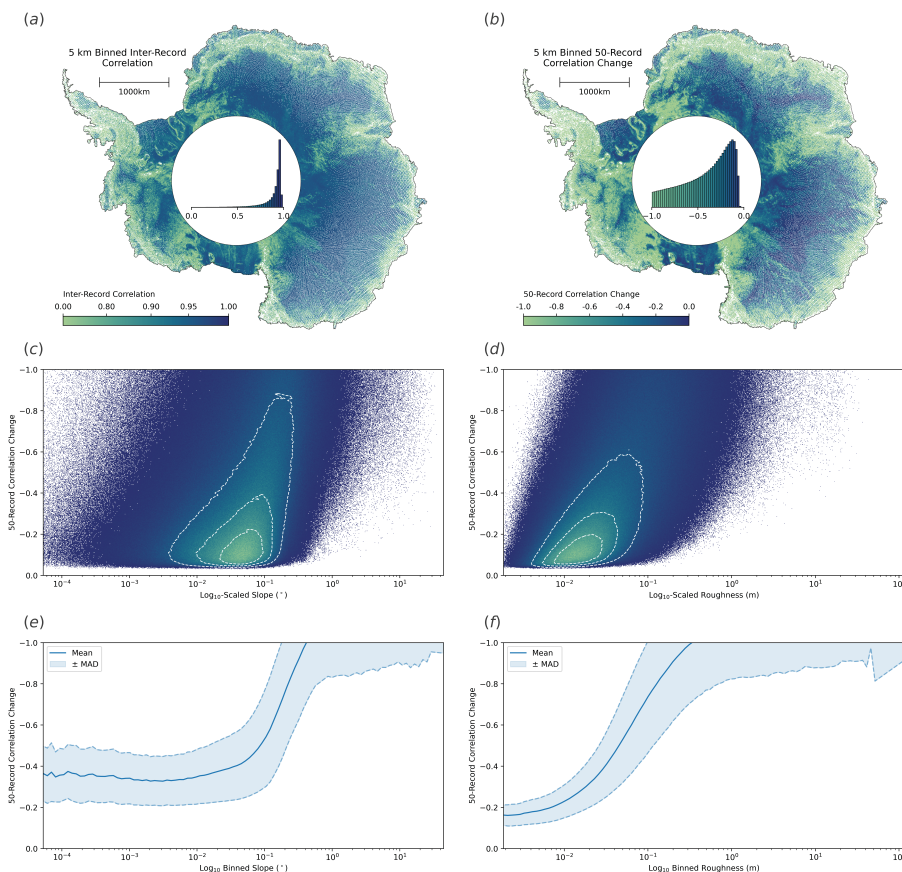 (a)
5 km Binned Inter-Record
Correlation
1000km
0.0 0.5 1.0
Inter-Record Correlation
0.00 0.80 0.90 0.95 1.00
(b)
5 km Binned 50-Record
Correlation Change
1000km
−1.0 −0.5 0.0
50-Record Correlation Change
-1.0 -0.8 -0.6 -0.4 -0.2 0.0
(c)
50-Record Correlation Change
−1.0
−0.8
−0.6
−0.4
−0.2
0.0
10⁻⁴ 10⁻³ 10⁻² 10⁻¹ 10⁰ 10¹
Log₁₀-Scaled Slope (°)
(d)
50-Record Correlation Change
−1.0
−0.8
−0.6
−0.4
−0.2
0.0
10⁻² 10⁻¹ 10⁰ 10¹
Log₁₀-Scaled Roughness (m)
(e)
50-Record Correlation Change
−1.0
−0.8
−0.6
−0.4
−0.2
0.0
Mean
± MAD
10⁻⁴ 10⁻³ 10⁻² 10⁻¹ 10⁰ 10¹
Log₁₀ Binned Slope (°)
(f)
50-Record Correlation Change
−1.0
−0.8
−0.6
−0.4
−0.2
0.0
Mean
± MAD
10⁻² 10⁻¹ 10⁰ 10¹
Log₁₀ Binned Roughness (m)